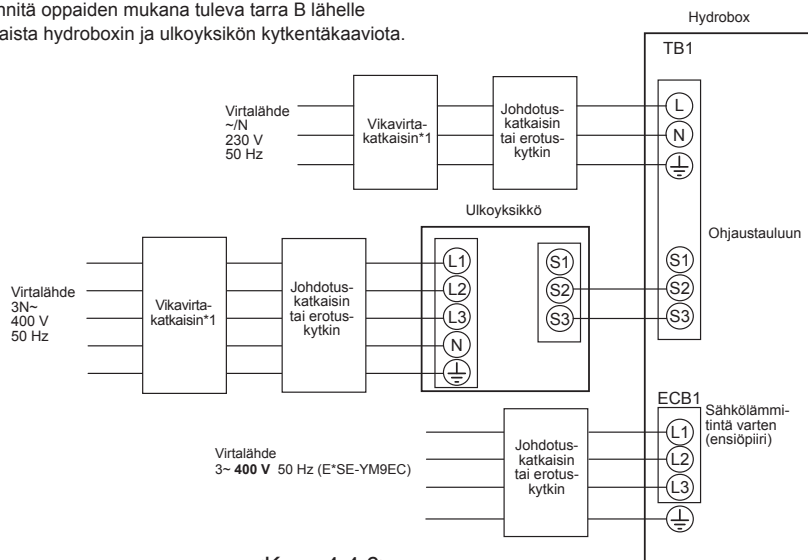 nnitä oppaiden mukana tuleva tarra B lähelle
aista hydroboxin ja ulkoyksikön kytkentäkaaviota.
Hydrobox
TB1
Virtalähde
~/N
230 V
50 Hz
Vikavirta-
katkaisin*1
Johdotus-
katkaisin
tai erotus-
kytkin
L
N
Ulkoyksikkö
Ohjaustauluun
Virtalähde
3N~
400 V
50 Hz
Vikavirta-
katkaisin*1
Johdotus-
katkaisin
tai erotus-
kytkin
L1
L2
L3
N
S1
S2
S3
S1
S2
S3
ECB1
Sähkölämmi-
tintä varten
(ensiöpiiri)
Virtalähde
3~ 400 V 50 Hz (E*SE-YM9EC)
Johdotus-
katkaisin
tai erotus-
kytkin
L1
L2
L3